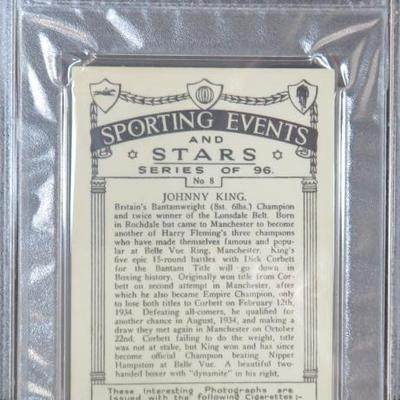 SPORTING EVENTS
AND
STARS
SERIES OF 96.
No 8
JOHNNY KING.
Britain's Bantamweight (8st. 6lbs.) Champion
and twice winner of the Lonsdale Belt. Born
in Rochdale but came to Manchester to become
another of Harry Fleming's three champions
who have made themselves famous and popu-
lar at Belle Vue Ring, Manchester. King's
five epic 15-round battles with Dick Corbett
for the Bantam Title will go down in
Boxing history. Originally won title from Cor-
bett on second attempt in Manchester, after
which he also became Empire Champion, only
to lose both titles to Corbett on February 12th,
1934. Defeating all-comers, he qualified for
another chance in August, 1934, and making a
draw they met again in Manchester on October
22nd. Corbett failing to do the weight, title
was not at stake, but King won and has since
become official Champion beating Nipper
Hampston at Belle Vue. A beautiful two-
handed boxer with "dynamite" in his right.
These Interesting Photographs are
issued with the following Cigarettes:-